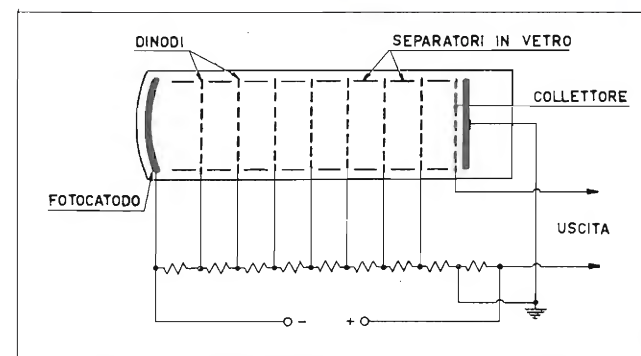 DINODI
SEPARATORI IN VETRO
COLLETTORE
FOTOCATODO
USCITA
- +